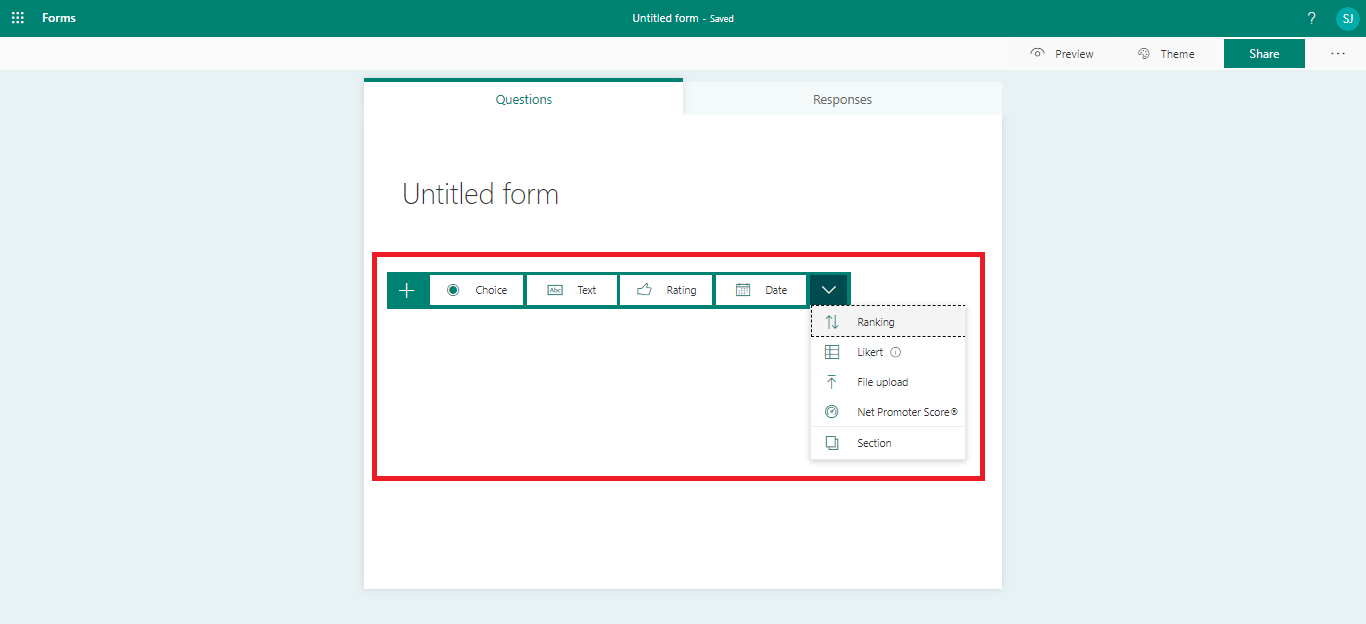 Forms
Untitled form - Saved
? SJ
Preview Theme Share ...
Questions Responses
Untitled form
+ Choice Abc Text Rating Date
Ranking
Likert
File upload
Net Promoter Score®
Section